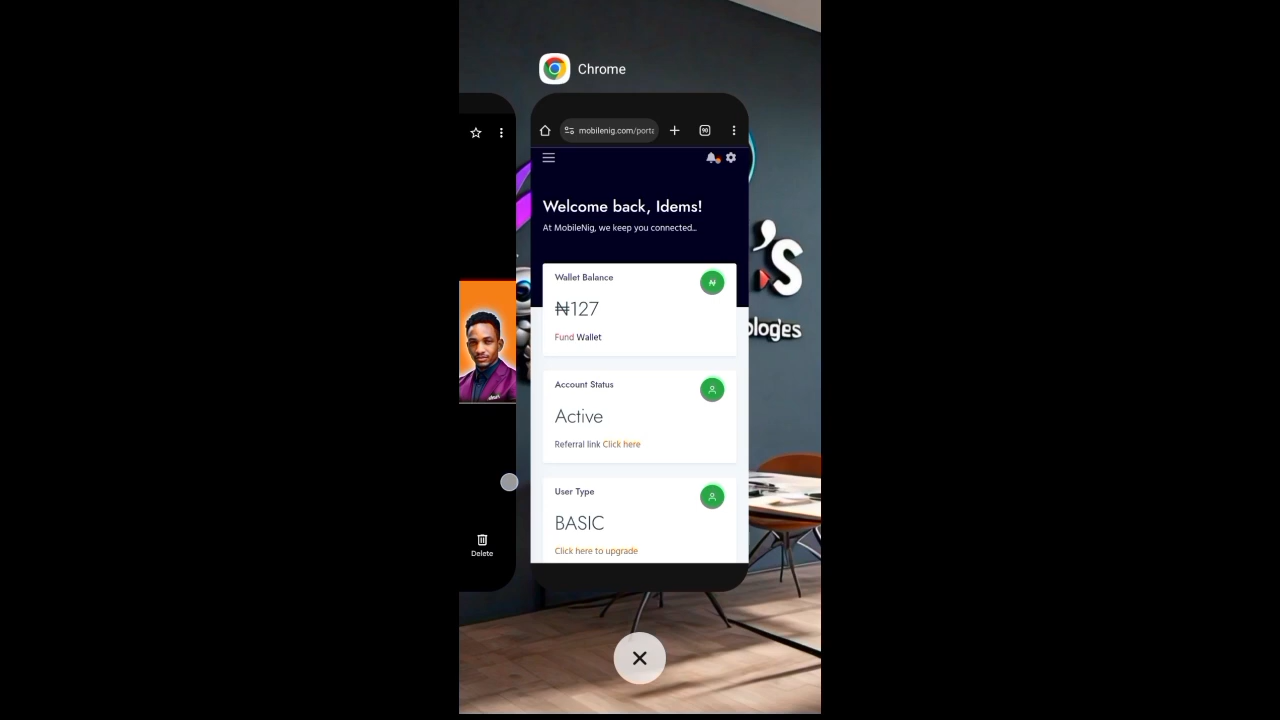 Chrome
mobilenig.com/porta
90
Welcome back, Idems!
At MobileNig, we keep you connected...
Wallet Balance
₦
₦127
Fund Wallet
Account Status
Active
Referral link Click here
User Type
BASIC
Click here to upgrade
Delete
'S